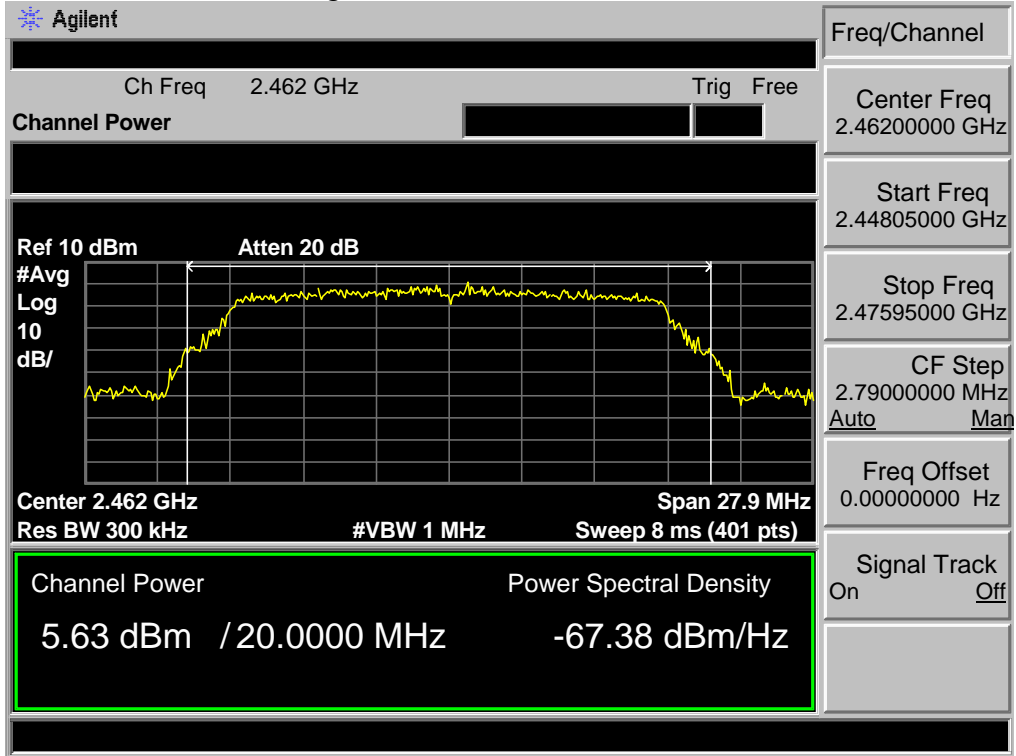 Agilent
Freq/Channel
Ch Freq 2.462 GHz Trig Free
Channel Power
Center Freq
2.46200000 GHz
Start Freq
2.44805000 GHz
Ref 10 dBm Atten 20 dB
#Avg
Log
10
dB/
Stop Freq
2.47595000 GHz
CF Step
2.79000000 MHz
Auto Man
Center 2.462 GHz Span 27.9 MHz
Res BW 300 kHz #VBW 1 MHz Sweep 8 ms (401 pts)
Freq Offset
0.00000000 Hz
Channel Power Power Spectral Density
5.63 dBm / 20.0000 MHz -67.38 dBm/Hz
Signal Track
On Off